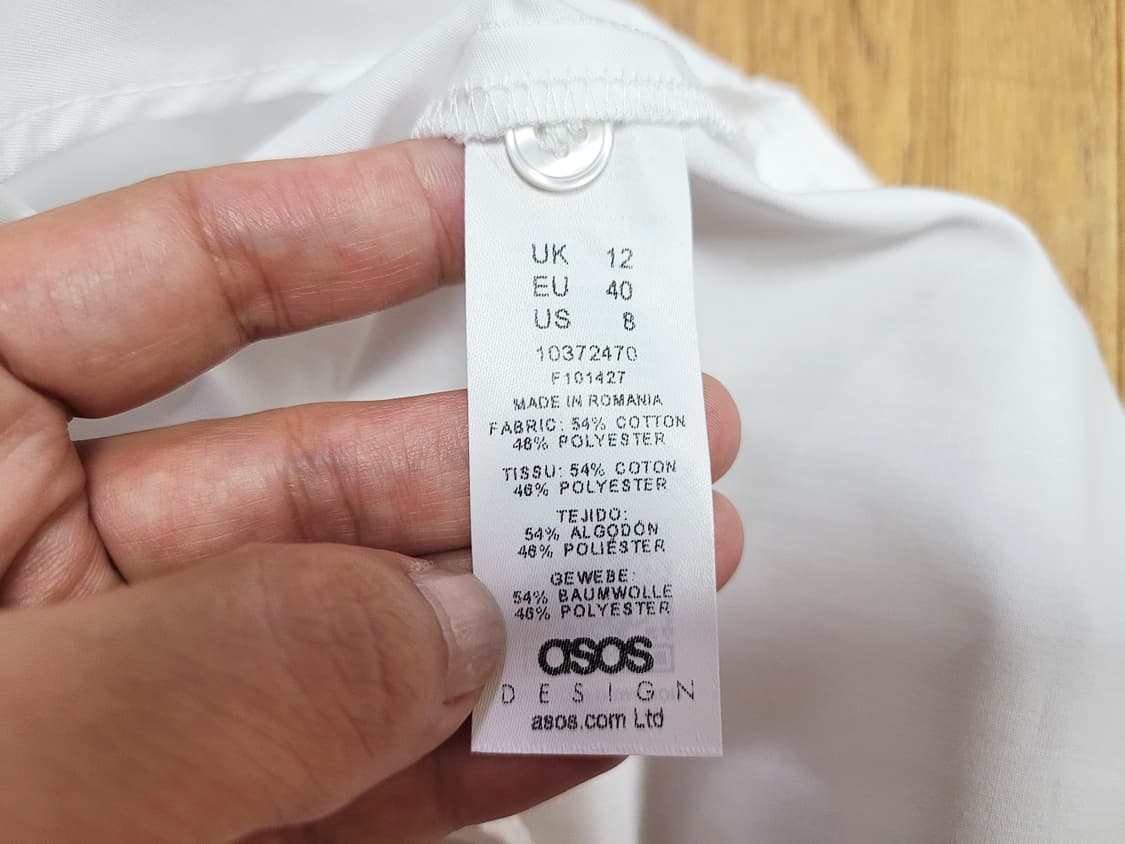 UK 12
EU 40
US 8
10372470
F101427
MADE IN ROMANIA
FABRIC: 54% COTTON
46% POLYESTER
TISSU: 54% COTON
46% POLYESTER
TEJIDO:
54% ALGODÓN
46% POLIÉSTER
GEWEBE:
54% BAUMWOLLE
46% POLYESTER
asos
DESIGN
asos.com Ltd